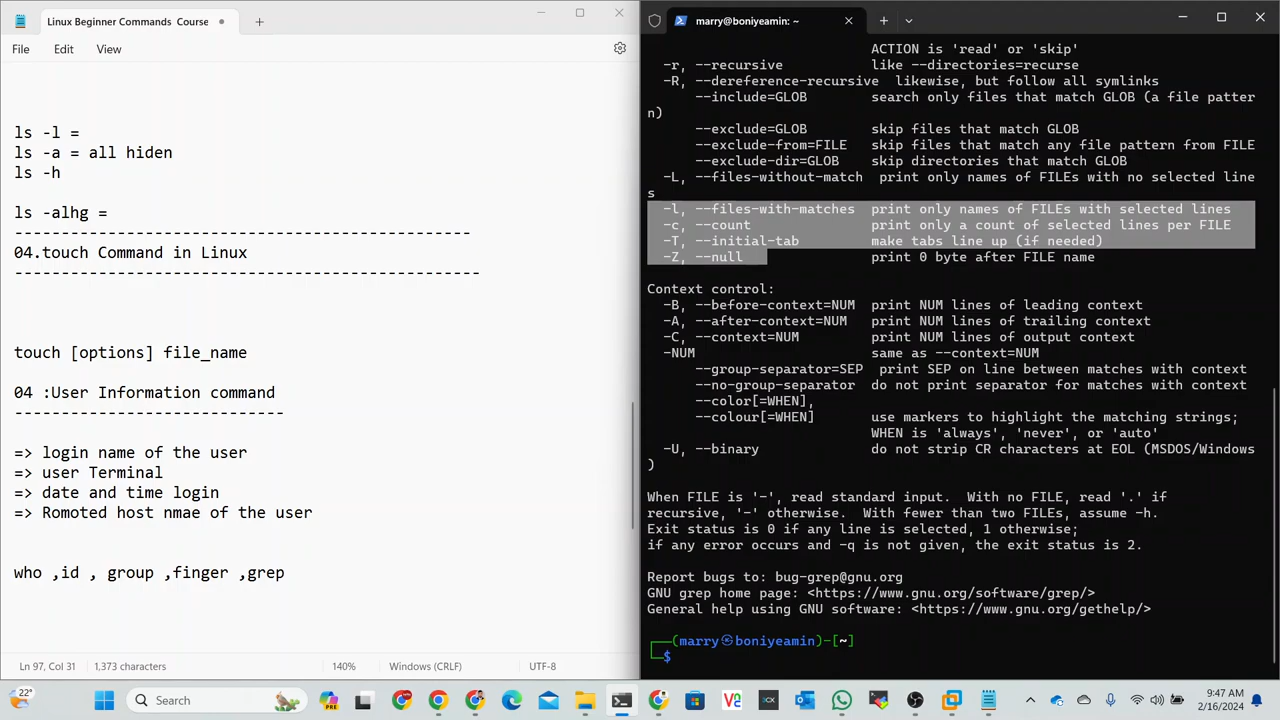 Linux Beginner Commands Course
File Edit View
ls -l =
ls -a = all hiden
ls -h
ls -alhg =
---------------------------------------------------
04.touch Command in Linux
----------------------------------------------------
touch [options] file_name
04 :User Information command
------------------------------
=> login name of the user
=> user Terminal
=> date and time login
=> Romoted host nmae of the user
who ,id , group ,finger ,grep
Ln 97, Col 31 1,373 characters 140% Windows (CRLF) UTF-8
marry@boniyeamin: ~
ACTION is 'read' or 'skip'
-r, --recursive like --directories=recurse
-R, --dereference-recursive likewise, but follow all symlinks
--include=GLOB search only files that match GLOB (a file patter
n)
--exclude=GLOB skip files that match GLOB
--exclude-from=FILE skip files that match any file pattern from FILE
--exclude-dir=GLOB skip directories that match GLOB
-L, --files-without-match print only names of FILEs with no selected line
s
-l, --files-with-matches print only names of FILEs with selected lines
-c, --count print only a count of selected lines per FILE
-T, --initial-tab make tabs line up (if needed)
-Z, --null print 0 byte after FILE name
Context control:
-B, --before-context=NUM print NUM lines of leading context
-A, --after-context=NUM print NUM lines of trailing context
-C, --context=NUM print NUM lines of output context
-NUM same as --context=NUM
--group-separator=SEP print SEP on line between matches with context
--no-group-separator do not print separator for matches with context
--color[=WHEN],
--colour[=WHEN] use markers to highlight the matching strings;
WHEN is 'always', 'never', or 'auto'
-U, --binary do not strip CR characters at EOL (MSDOS/Windows
)
When FILE is '-', read standard input. With no FILE, read '.' if
recursive, '-' otherwise. With fewer than two FILEs, assume -h.
Exit status is 0 if any line is selected, 1 otherwise;
if any error occurs and -q is not given, the exit status is 2.
Report bugs to: bug-grep@gnu.org
GNU grep home page: <https://www.gnu.org/software/grep/>
General help using GNU software: <https://www.gnu.org/gethelp/>
┌──(marry㉿boniyeamin)-[~]
└─$
22° Search 9:47 AM
2/16/2024